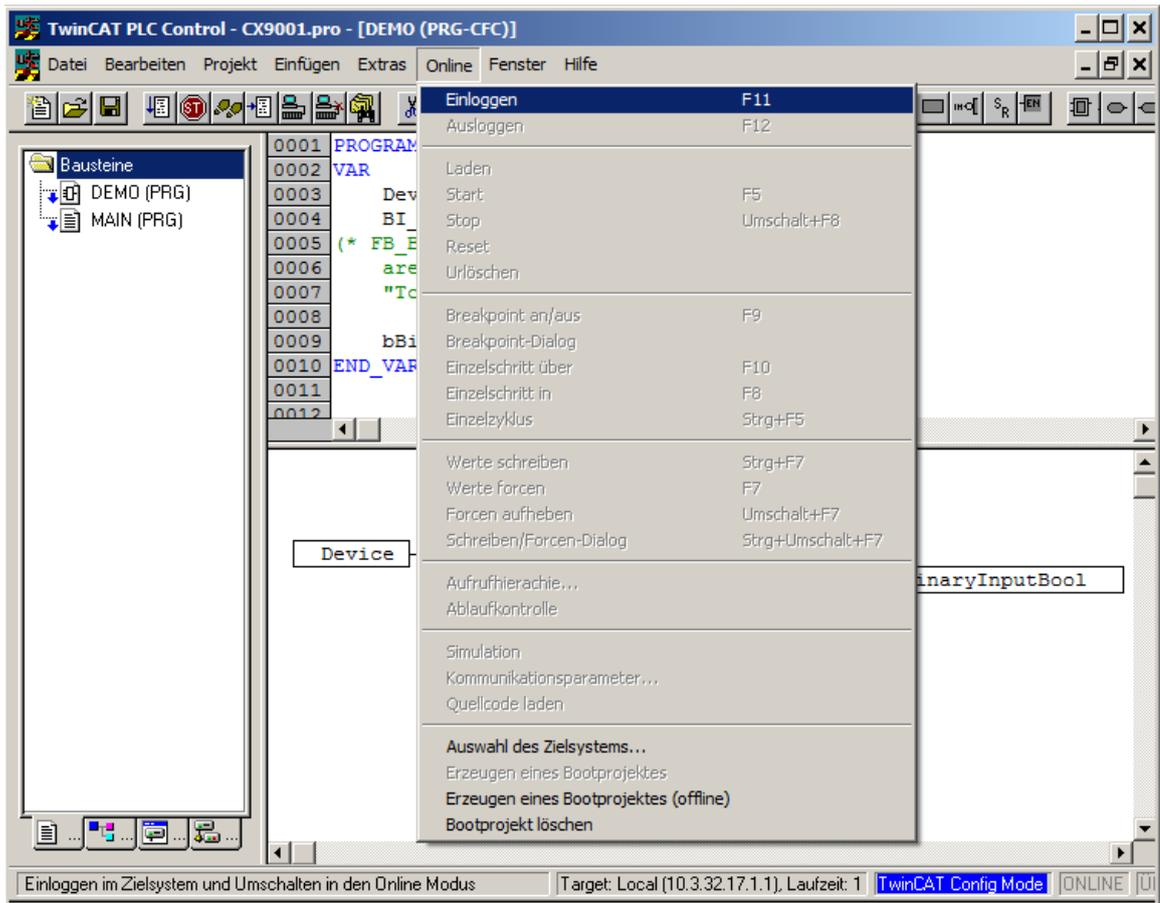 TwinCAT PLC Control - CX9001.pro - [DEMO (PRG-CFC)]
Datei Bearbeiten Projekt Einfügen Extras Online Fenster Hilfe
Einloggen F11
Ausloggen F12
Laden
Start F5
Stop Umschalt+F8
Reset
Urlöschen
Breakpoint an/aus F9
Breakpoint-Dialog
Einzelschritt über F10
Einzelschritt in F8
Einzelzyklus Strg+F5
Werte schreiben Strg+F7
Werte forcen F7
Forcen aufheben Umschalt+F7
Schreiben/Forcen-Dialog Strg+Umschalt+F7
Aufrufhierachie...
Ablaufkontrolle
Simulation
Kommunikationsparameter...
Quellcode laden
Auswahl des Zielsystems...
Erzeugen eines Bootprojektes
Erzeugen eines Bootprojektes (offline)
Bootprojekt löschen
Bausteine
DEMO (PRG)
MAIN (PRG)
0001 PROGRAM
0002 VAR
0003 Dev
0004 BI_
0005 (* FB_B
0006 are
0007 "To
0008
0009 bBi
0010 END_VAR
0011
0012
Device
inaryInputBool
Einloggen im Zielsystem und Umschalten in den Online Modus
Target: Local (10.3.32.17.1.1), Laufzeit: 1
TwinCAT Config Mode
ONLINE